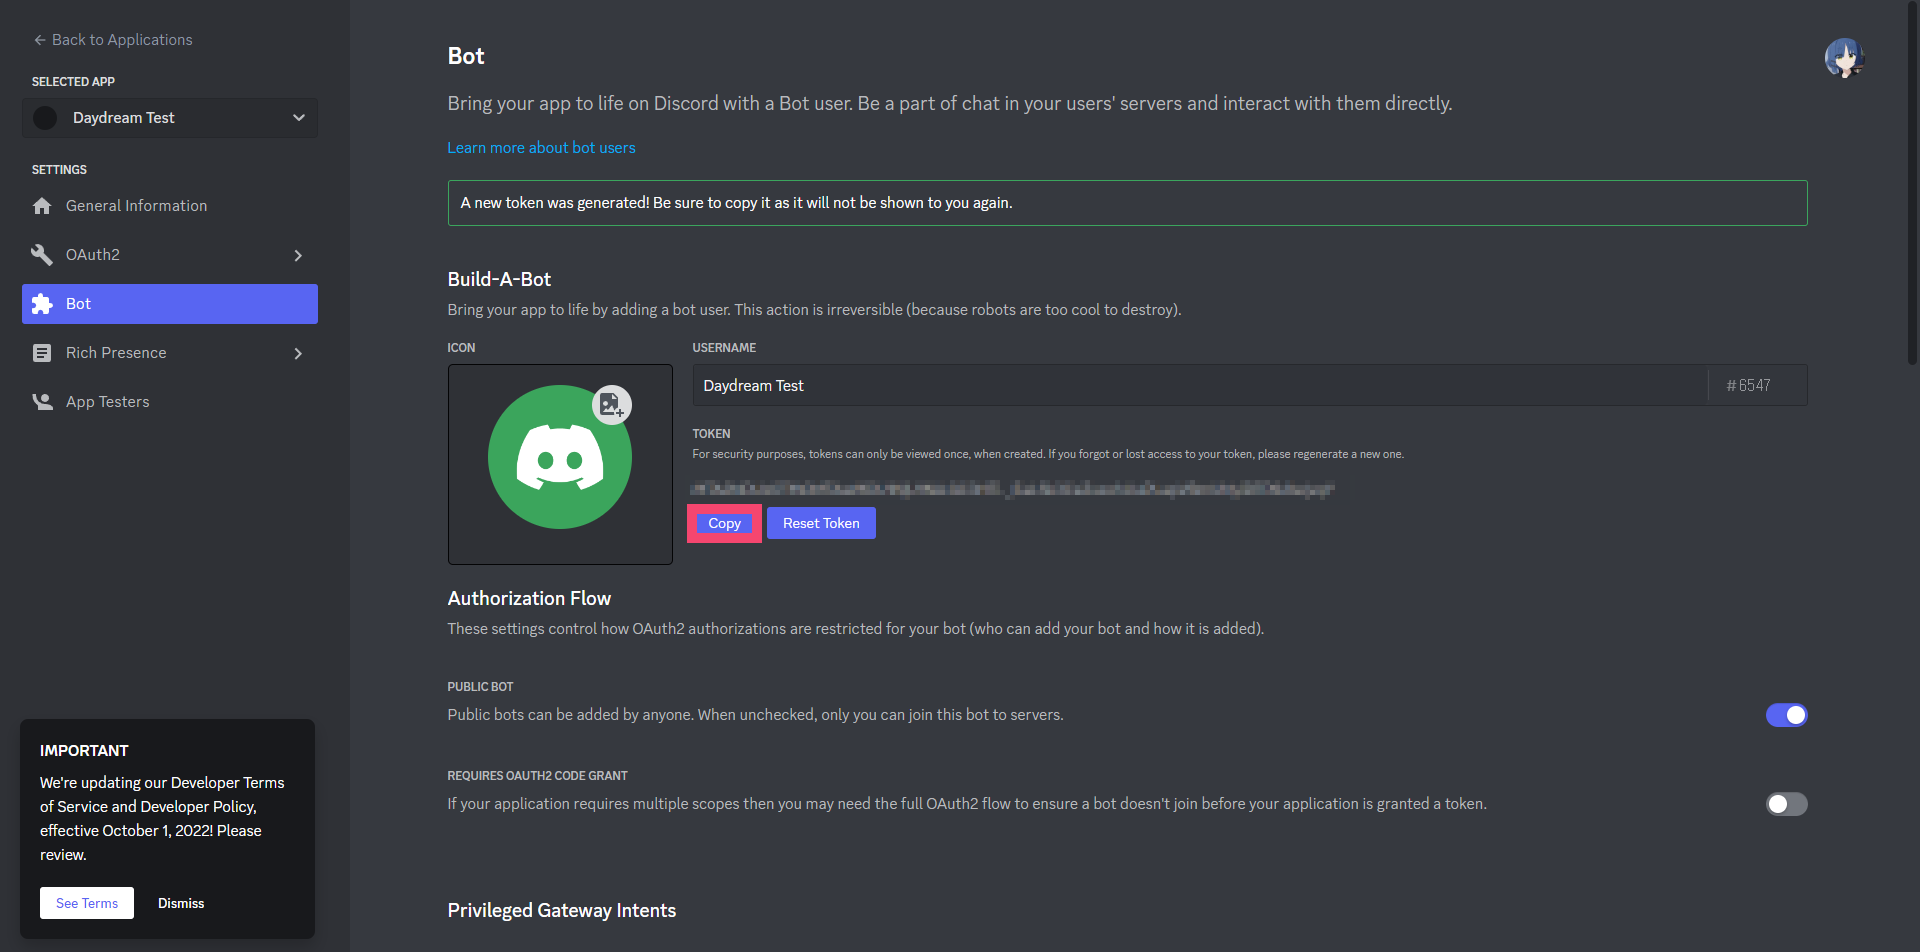 Back to Applications
SELECTED APP
Daydream Test
SETTINGS
General Information
OAuth2
Bot
Rich Presence
App Testers
IMPORTANT
We're updating our Developer Terms
of Service and Developer Policy,
effective October 1, 2022! Please
review.
See Terms
Dismiss
Bot
Bring your app to life on Discord with a Bot user. Be a part of chat in your users' servers and interact with them directly.
Learn more about bot users
A new token was generated! Be sure to copy it as it will not be shown to you again.
Build-A-Bot
Bring your app to life by adding a bot user. This action is irreversible (because robots are too cool to destroy).
ICON
USERNAME
Daydream Test
#6547
TOKEN
For security purposes, tokens can only be viewed once, when created. If you forgot or lost access to your token, please regenerate a new one.
Copy
Reset Token
Authorization Flow
These settings control how OAuth2 authorizations are restricted for your bot (who can add your bot and how it is added).
PUBLIC BOT
Public bots can be added by anyone. When unchecked, only you can join this bot to servers.
REQUIRES OAUTH2 CODE GRANT
If your application requires multiple scopes then you may need the full OAuth2 flow to ensure a bot doesn't join before your application is granted a token.
Privileged Gateway Intents